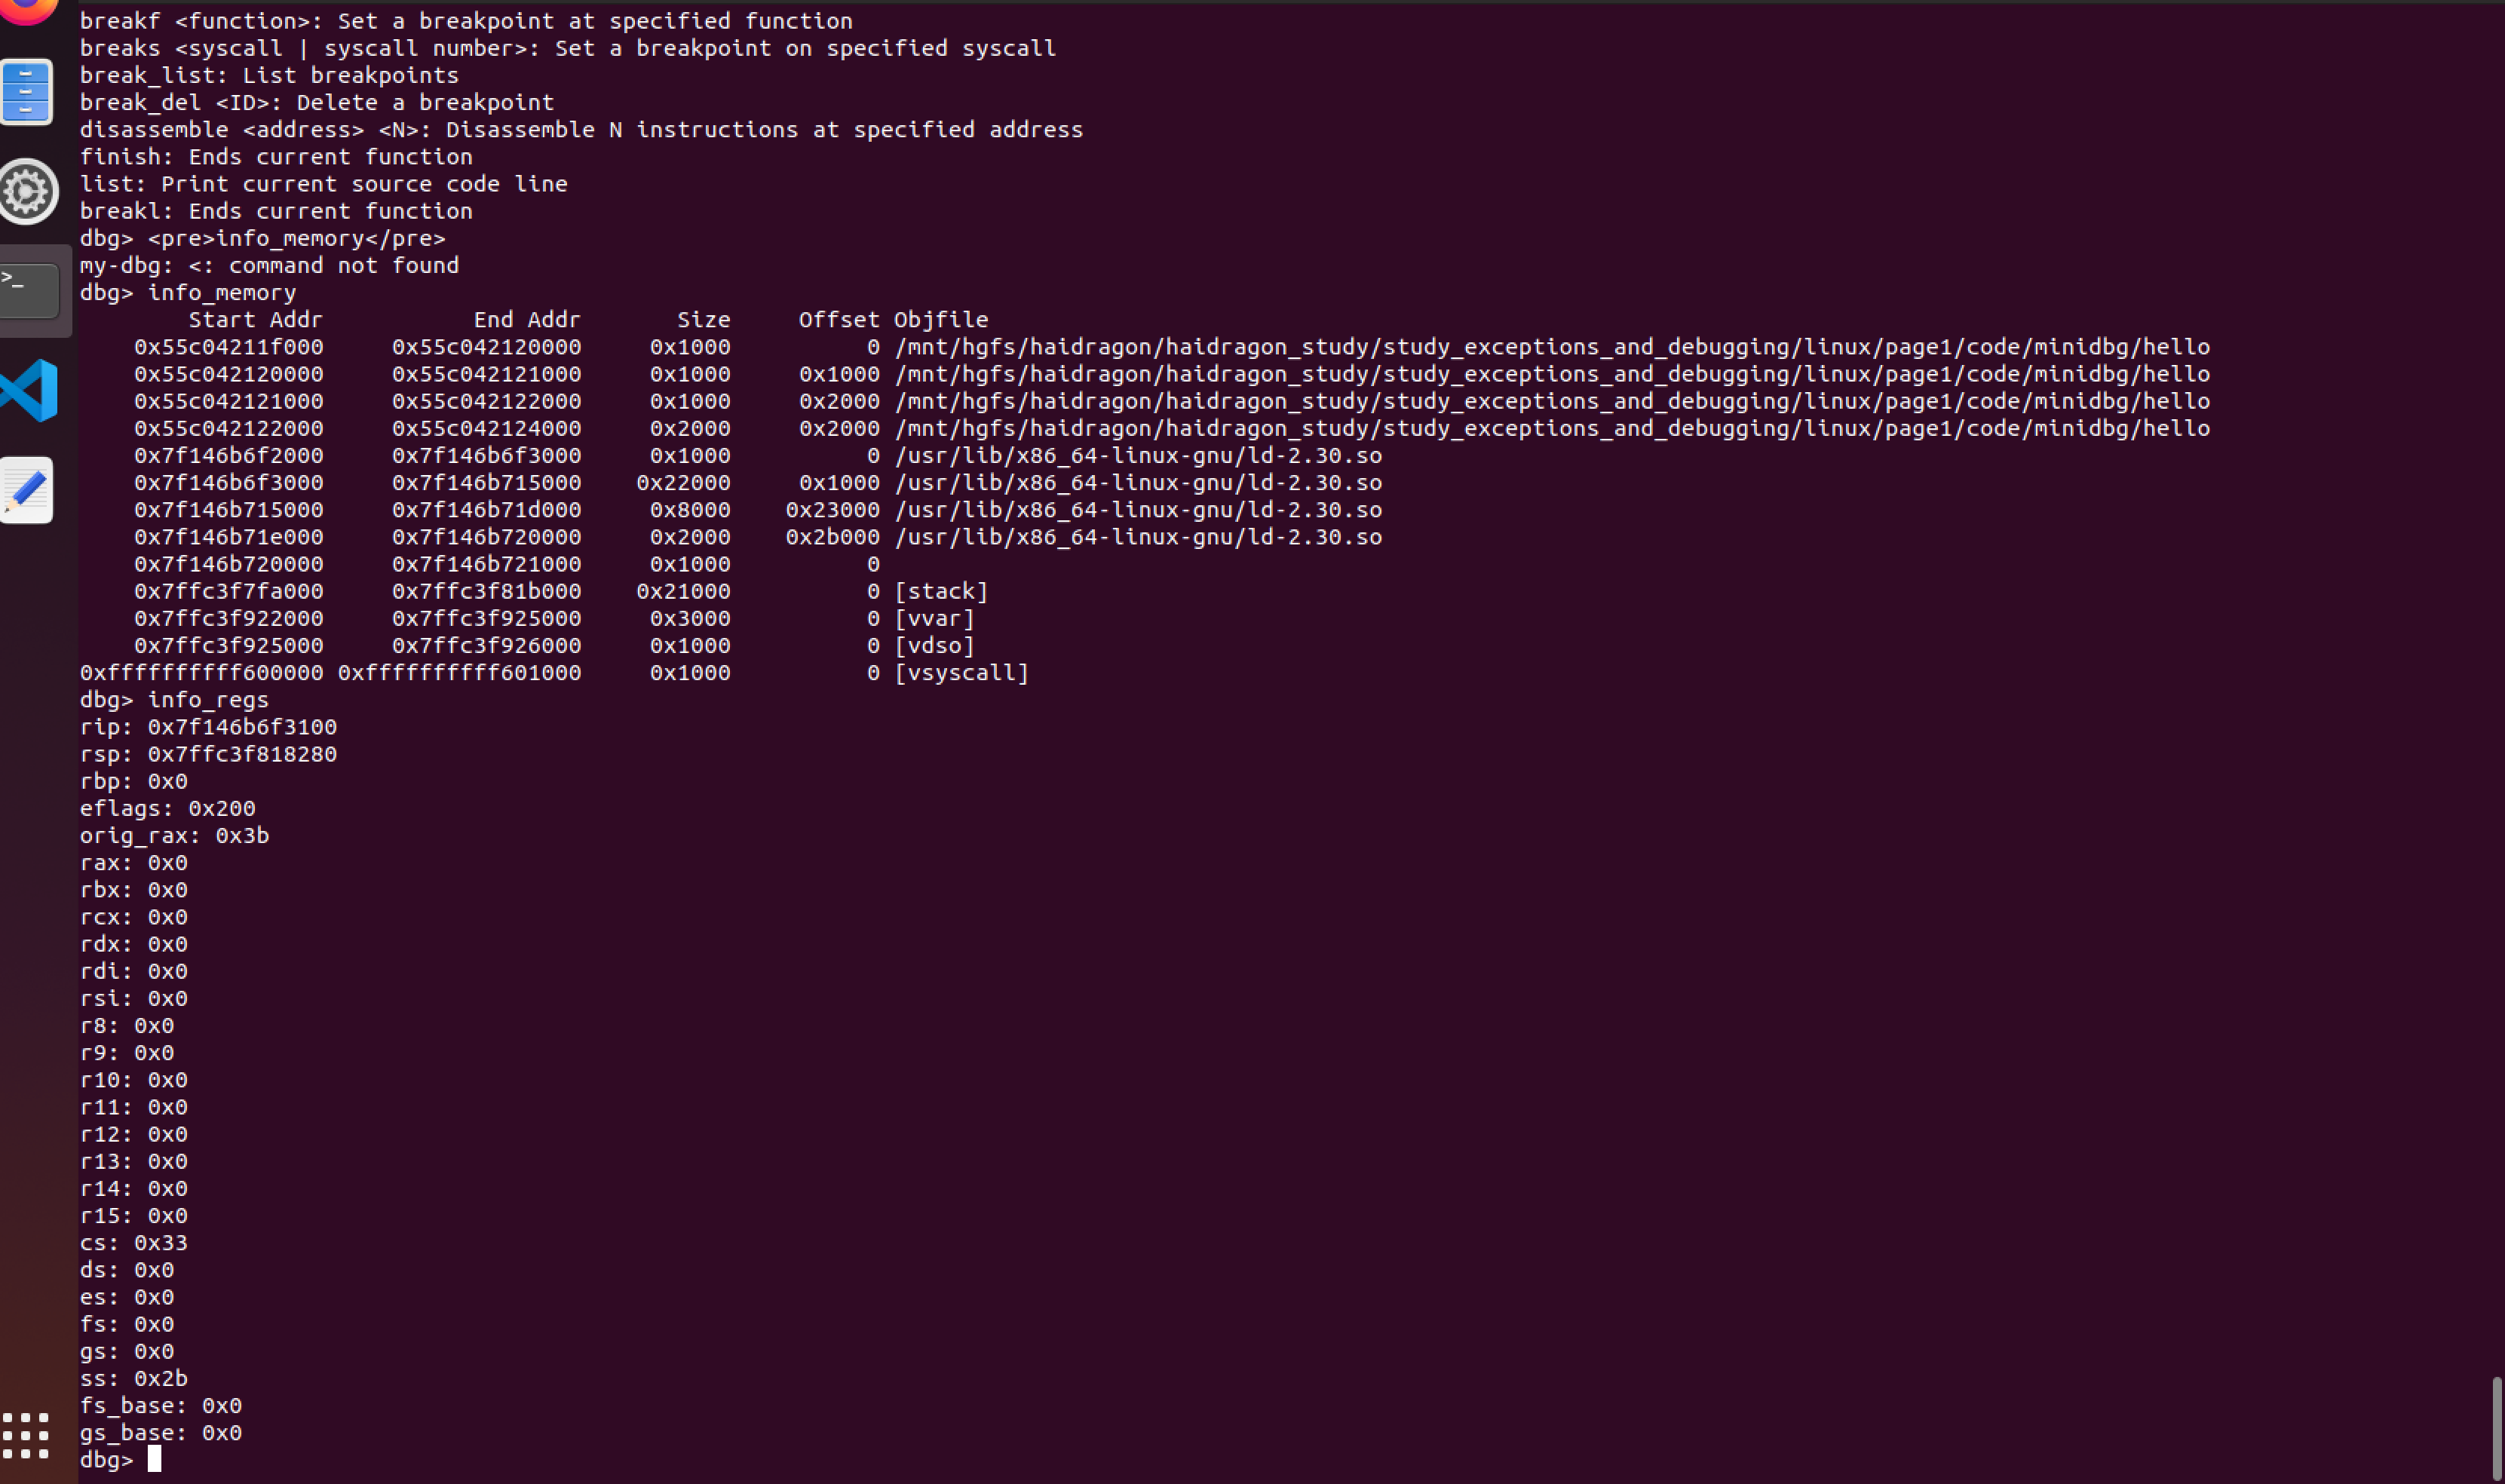 breakf <function>: Set a breakpoint at specified function
breaks <syscall | syscall number>: Set a breakpoint on specified syscall
break_list: List breakpoints
break_del <ID>: Delete a breakpoint
disassemble <address> <N>: Disassemble N instructions at specified address
finish: Ends current function
list: Print current source code line
breakl: Ends current function
dbg> <pre>info_memory</pre>
my-dbg: <: command not found
dbg> info_memory
        Start Addr           End Addr       Size     Offset Objfile
    0x55c04211f000     0x55c042120000     0x1000          0 /mnt/hgfs/haidragon/haidragon_study/study_exceptions_and_debugging/linux/page1/code/minidbg/hello
    0x55c042120000     0x55c042121000     0x1000     0x1000 /mnt/hgfs/haidragon/haidragon_study/study_exceptions_and_debugging/linux/page1/code/minidbg/hello
    0x55c042121000     0x55c042122000     0x1000     0x2000 /mnt/hgfs/haidragon/haidragon_study/study_exceptions_and_debugging/linux/page1/code/minidbg/hello
    0x55c042122000     0x55c042124000     0x2000     0x2000 /mnt/hgfs/haidragon/haidragon_study/study_exceptions_and_debugging/linux/page1/code/minidbg/hello
    0x7f146b6f2000     0x7f146b6f3000     0x1000          0 /usr/lib/x86_64-linux-gnu/ld-2.30.so
    0x7f146b6f3000     0x7f146b715000    0x22000     0x1000 /usr/lib/x86_64-linux-gnu/ld-2.30.so
    0x7f146b715000     0x7f146b71d000     0x8000    0x23000 /usr/lib/x86_64-linux-gnu/ld-2.30.so
    0x7f146b71e000     0x7f146b720000     0x2000    0x2b000 /usr/lib/x86_64-linux-gnu/ld-2.30.so
    0x7f146b720000     0x7f146b721000     0x1000          0
    0x7ffc3f7fa000     0x7ffc3f81b000    0x21000          0 [stack]
    0x7ffc3f922000     0x7ffc3f925000     0x3000          0 [vvar]
    0x7ffc3f925000     0x7ffc3f926000     0x1000          0 [vdso]
0xffffffffff600000 0xffffffffff601000     0x1000          0 [vsyscall]
dbg> info_regs
rip: 0x7f146b6f3100
rsp: 0x7ffc3f818280
rbp: 0x0
eflags: 0x200
orig_rax: 0x3b
rax: 0x0
rbx: 0x0
rcx: 0x0
rdx: 0x0
rdi: 0x0
rsi: 0x0
r8: 0x0
r9: 0x0
r10: 0x0
r11: 0x0
r12: 0x0
r13: 0x0
r14: 0x0
r15: 0x0
cs: 0x33
ds: 0x0
es: 0x0
fs: 0x0
gs: 0x0
ss: 0x2b
fs_base: 0x0
gs_base: 0x0
dbg>